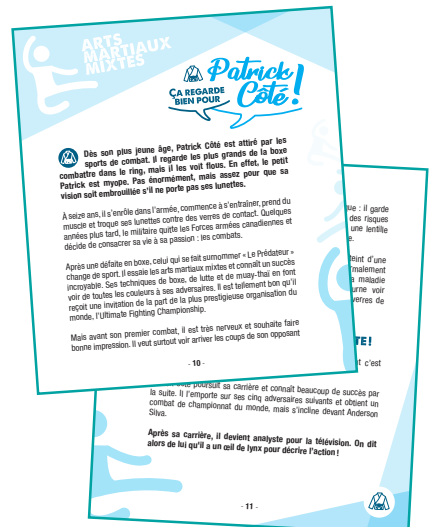 ARTS
MARTIAUX
MIXTES
ÇA REGARDE
BIEN POUR
Patrick
Côté!
Dès son plus jeune âge, Patrick Côté est attiré par les
sports de combat. Il regarde les plus grands de la boxe
combattre dans le ring, mais il les voit flous. En effet, le petit
Patrick est myope. Pas énormément, mais assez pour que sa
vision soit embrouillée s'il ne porte pas ses lunettes.
À seize ans, il s'enrôle dans l'armée, commence à s'entraîner, prend du
muscle et troque ses lunettes contre des verres de contact. Quelques
années plus tard, le militaire quitte les Forces armées canadiennes et
décide de consacrer sa vie à sa passion : les combats.
Après une défaite en boxe, celui qui se fait surnommer « Le Prédateur »
change de sport. Il essaie les arts martiaux mixtes et connaît un succès
incroyable. Ses techniques de boxe, de lutte et de muay-thaï en font
voir de toutes les couleurs à ses adversaires. Il est tellement bon qu'il
reçoit une invitation de la part de la plus prestigieuse organisation du
monde, l'Ultimate Fighting Championship.
Mais avant son premier combat, il est très nerveux et souhaite faire
bonne impression. Il veut surtout voir arriver les coups de son opposant
- 10 -
: il garde
des risques
une lentille
d'une
maladie
voir
verres de
c'est
poursuit sa carrière et connaît beaucoup de succès par
la suite. Il l'emporte sur ses cinq adversaires suivants et obtient un
combat de championnat du monde, mais s'incline devant Anderson
Silva.
Après sa carrière, il devient analyste pour la télévision. On dit
alors de lui qu'il a un œil de lynx pour décrire l'action !
- 11 -